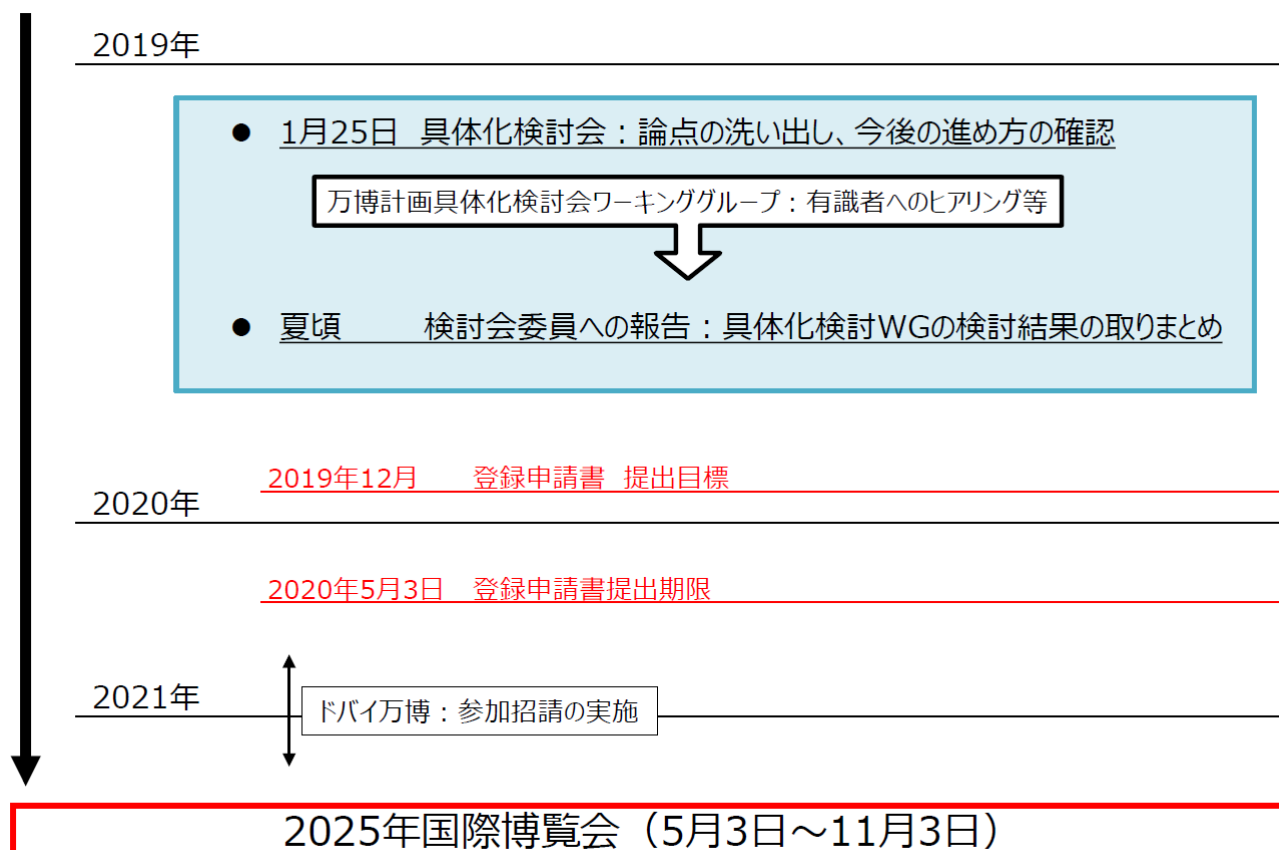 2019年
● 1月25日 具体化検討会：論点の洗い出し、今後の進め方の確認
万博計画具体化検討会ワーキンググループ：有識者へのヒアリング等
● 夏頃 検討会委員への報告：具体化検討WGの検討結果の取りまとめ
2019年12月 登録申請書 提出目標
2020年
2020年5月3日 登録申請書提出期限
2021年
ドバイ万博：参加招請の実施
2025年国際博覧会（5月3日～11月3日）